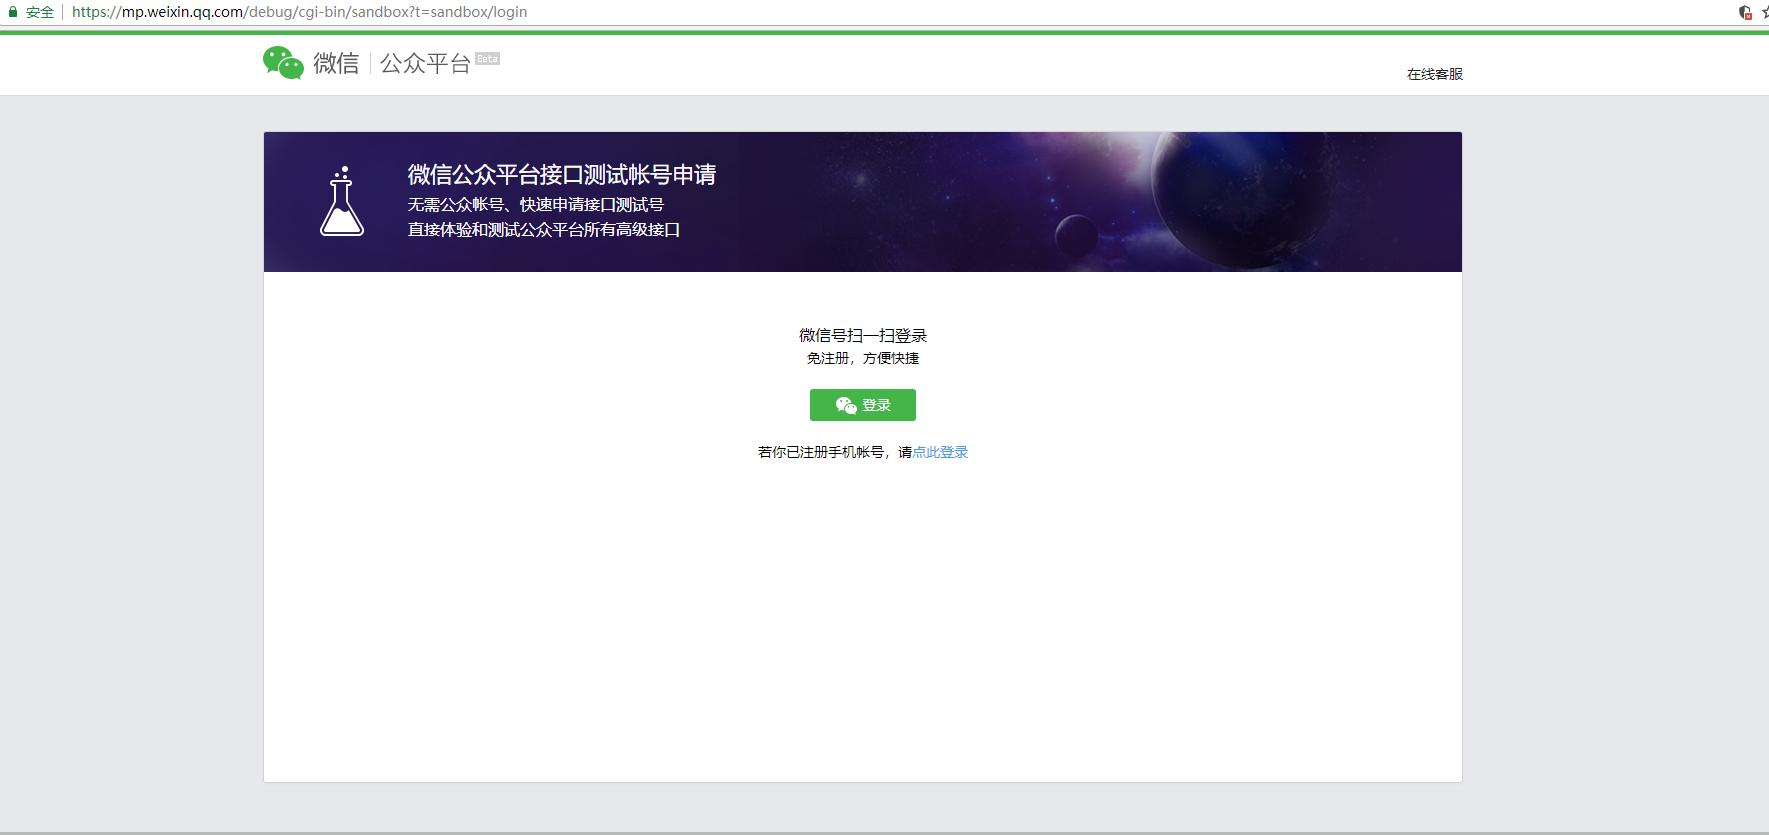 安全 https://mp.weixin.qq.com/debug/cgi-bin/sandbox?t=sandbox/login
微信 公众平台 Beta
在线客服
微信公众平台接口测试帐号申请
无需公众帐号、快速申请接口测试号
直接体验和测试公众平台所有高级接口
微信号扫一扫登录
免注册，方便快捷
登录
若你已注册手机帐号，请点此登录